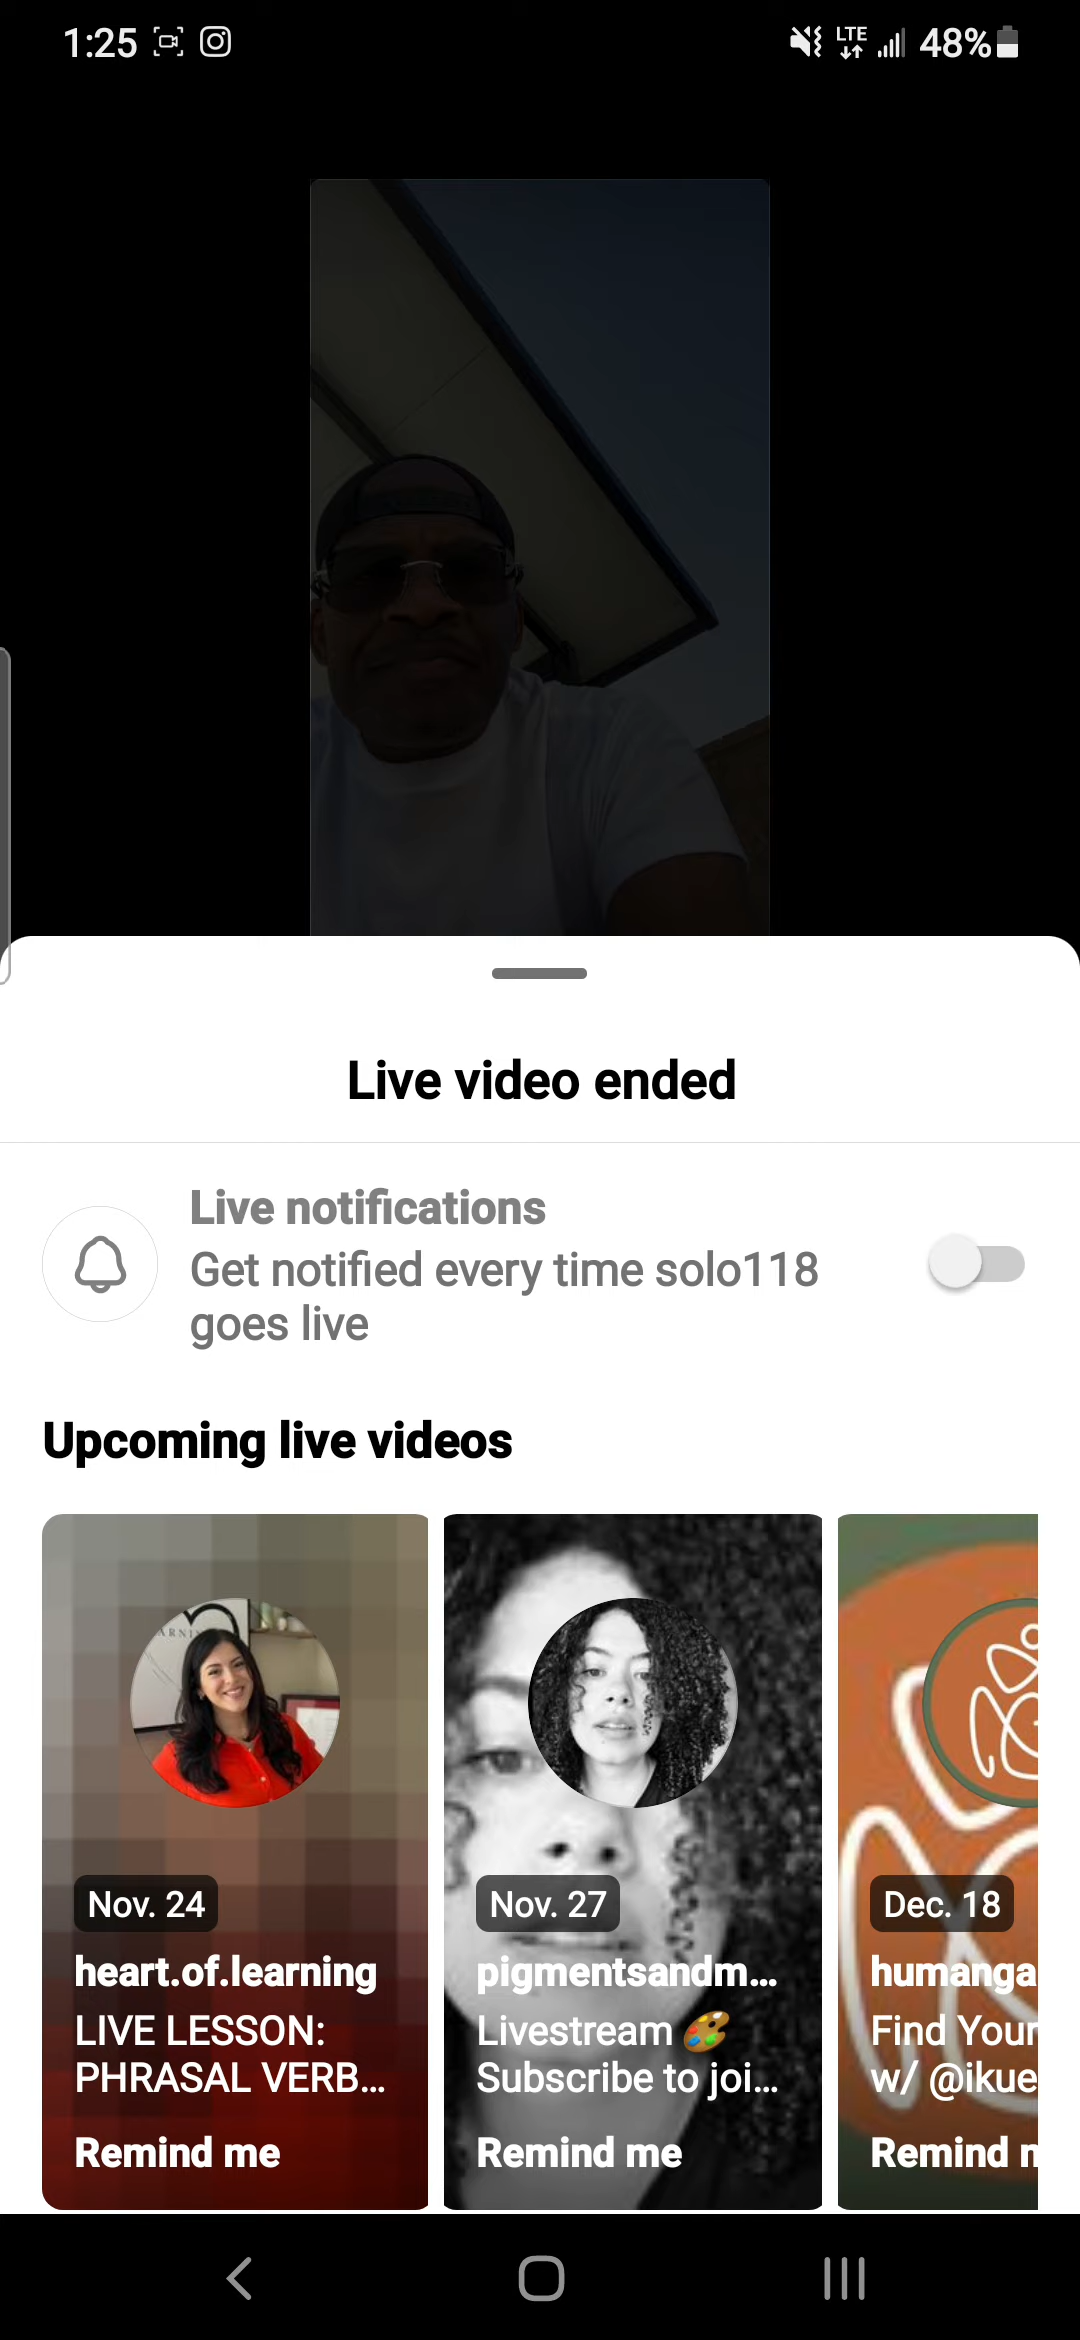 1:25
LTE
48%
Live video ended
Live notifications
Get notified every time solo118
goes live
Upcoming live videos
Nov. 24
heart.of.learning
LIVE LESSON:
PHRASAL VERB...
Remind me
Nov. 27
pigmentsandm...
Livestream 🎨
Subscribe to joi...
Remind me
Dec. 18
humanga
Find Your
w/ @ikue
Remind